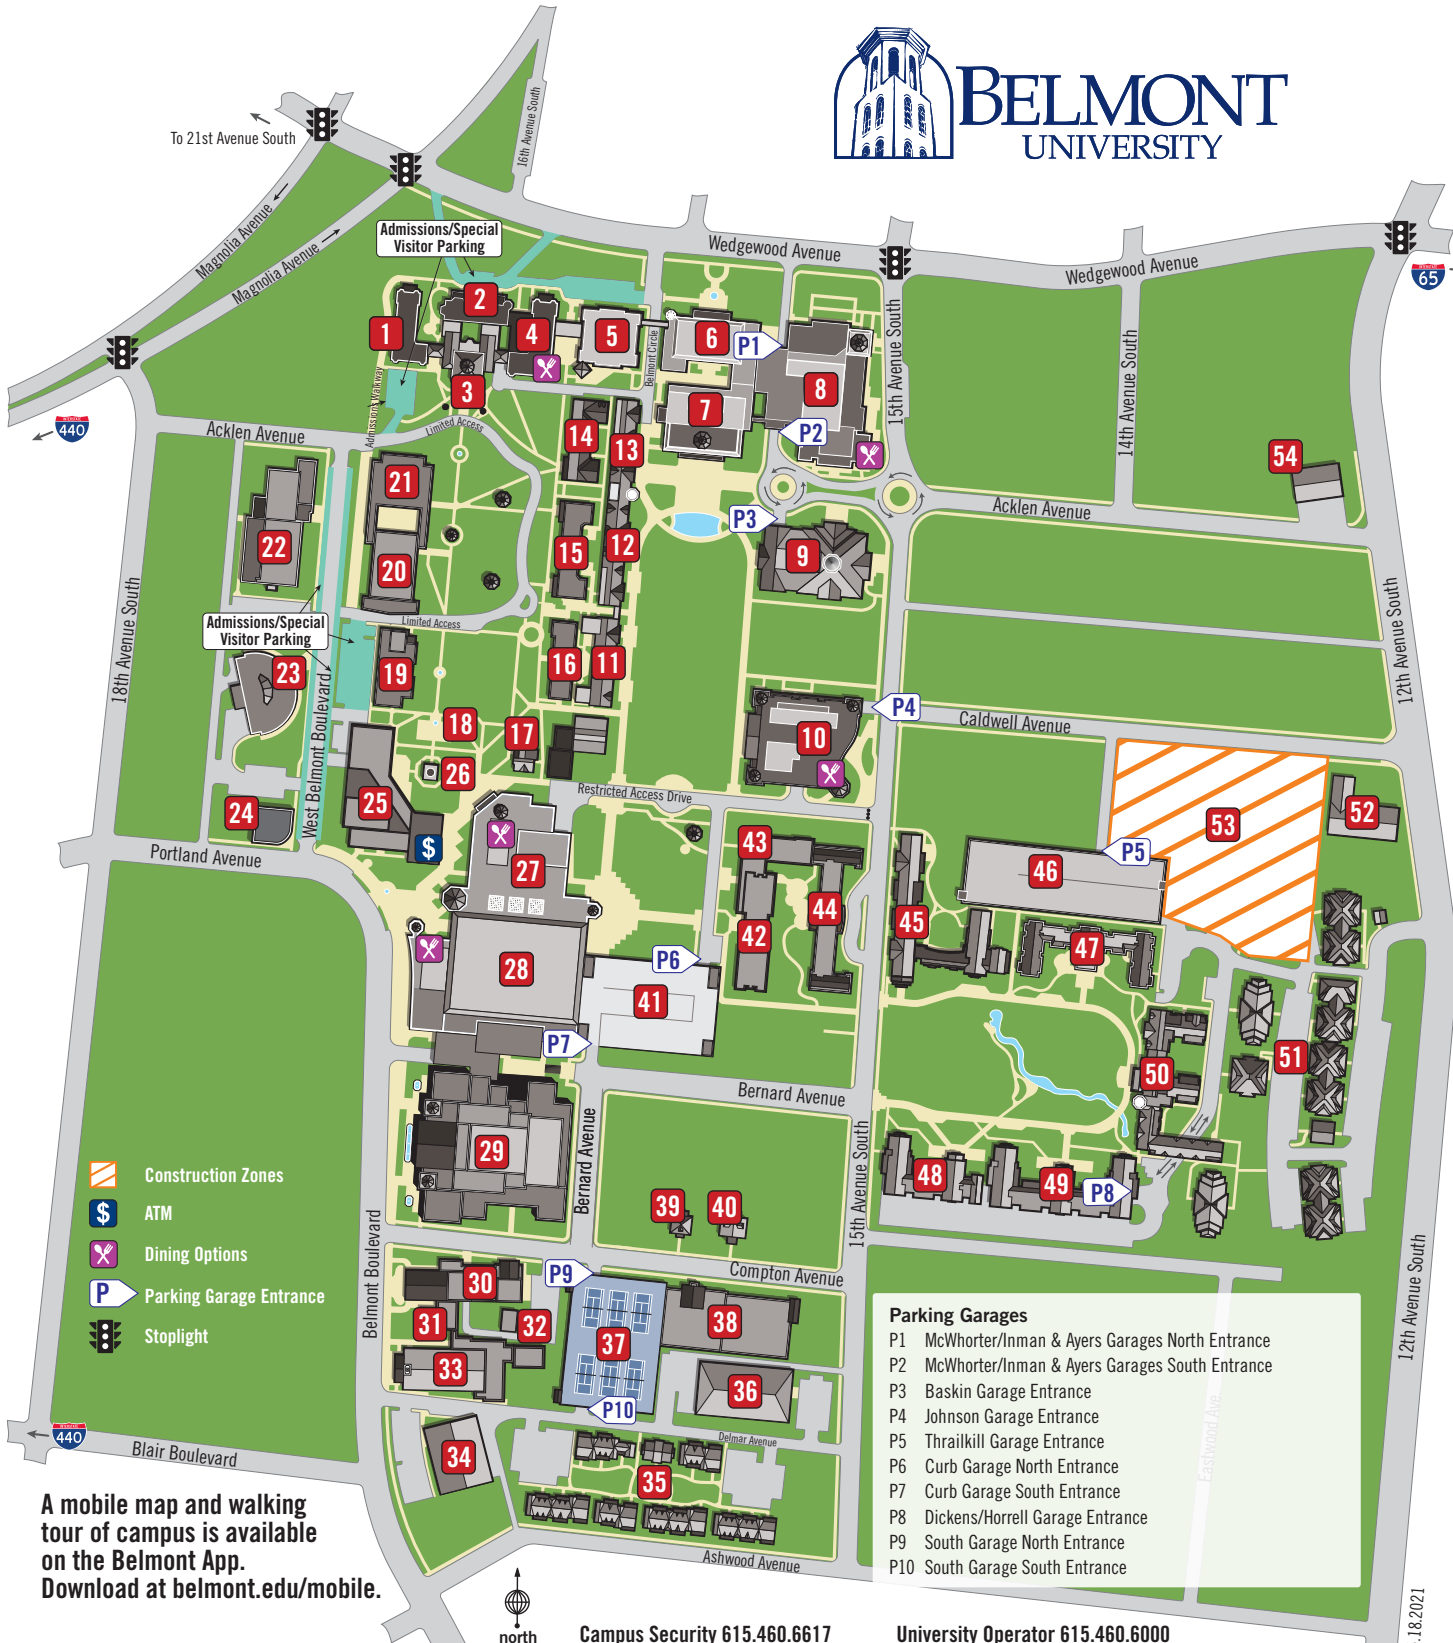 BELMONT
UNIVERSITY
To 21st Avenue South
16th Avenue South
Magnolia Avenue
Magnolia Avenue
Admissions/Special
Visitor Parking
Wedgewood Avenue
Wedgewood Avenue
65
440
1
2
3
4
5
6
7
8
P1
P2
Belmont Circle
15th Avenue South
14th Avenue South
Admissions Walkway
Limited Access
Acklen Avenue
14
13
54
21
22
20
15
12
P3
9
Acklen Avenue
18th Avenue South
12th Avenue South
Limited Access
Admissions/Special
Visitor Parking
23
19
16
11
West Belmont Boulevard
18
17
26
10
P4
Caldwell Avenue
24
25
$
Restricted Access Drive
Portland Avenue
27
43
53
52
P5
46
44
45
42
47
28
P6
41
P7
Bernard Avenue
50
51
Bernard Avenue
29
15th Avenue South
48
49
P8
39
40
Construction Zones
$ ATM
Dining Options
P Parking Garage Entrance
Stoplight
Belmont Boulevard
12th Avenue South
Compton Avenue
P9
30
31
32
33
37
38
36
P10
Delmar Avenue
34
35
Ashwood Avenue
440
Blair Boulevard
Eastwood Ave.
Parking Garages
P1 McWhorter/Inman & Ayers Garages North Entrance
P2 McWhorter/Inman & Ayers Garages South Entrance
P3 Baskin Garage Entrance
P4 Johnson Garage Entrance
P5 Thrailkill Garage Entrance
P6 Curb Garage North Entrance
P7 Curb Garage South Entrance
P8 Dickens/Horrell Garage Entrance
P9 South Garage North Entrance
P10 South Garage South Entrance
A mobile map and walking
tour of campus is available
on the Belmont App.
Download at belmont.edu/mobile.
north
Campus Security 615.460.6617
University Operator 615.460.6000
.18.2021